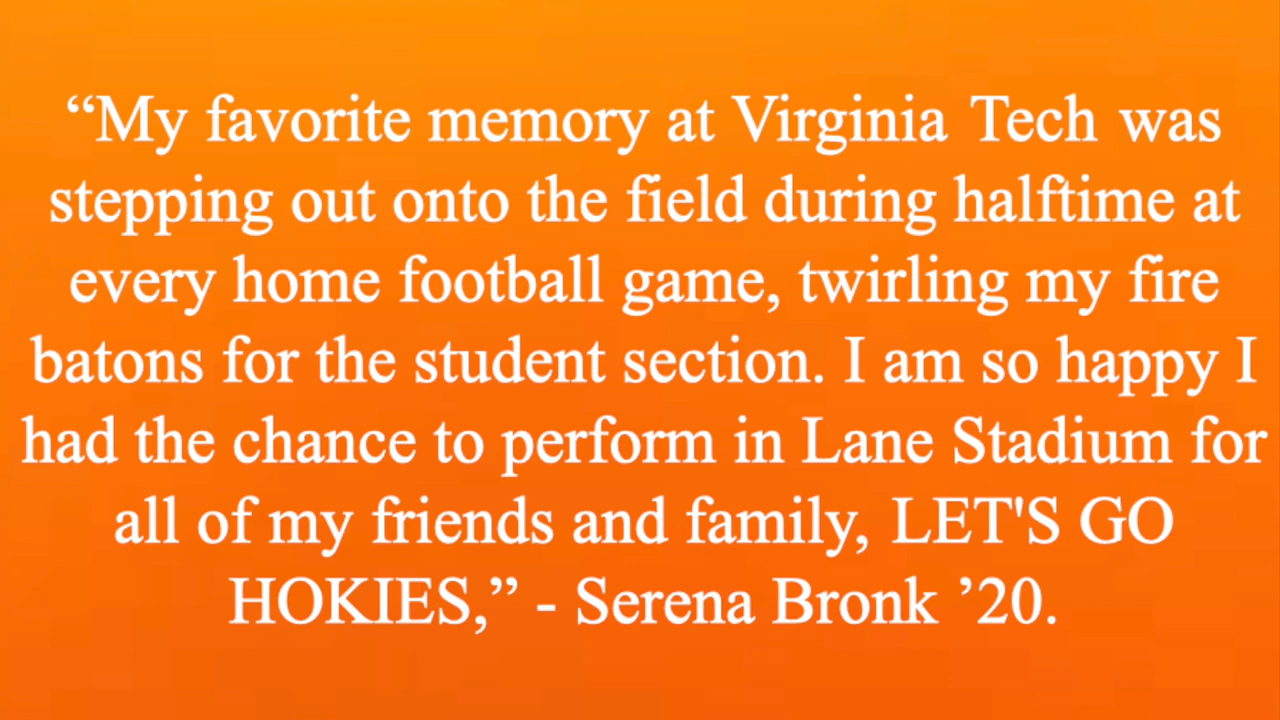 “My favorite memory at Virginia Tech was
stepping out onto the field during halftime at
every home football game, twirling my fire
batons for the student section. I am so happy I
had the chance to perform in Lane Stadium for
all of my friends and family, LET'S GO
HOKIES,” - Serena Bronk ’20.